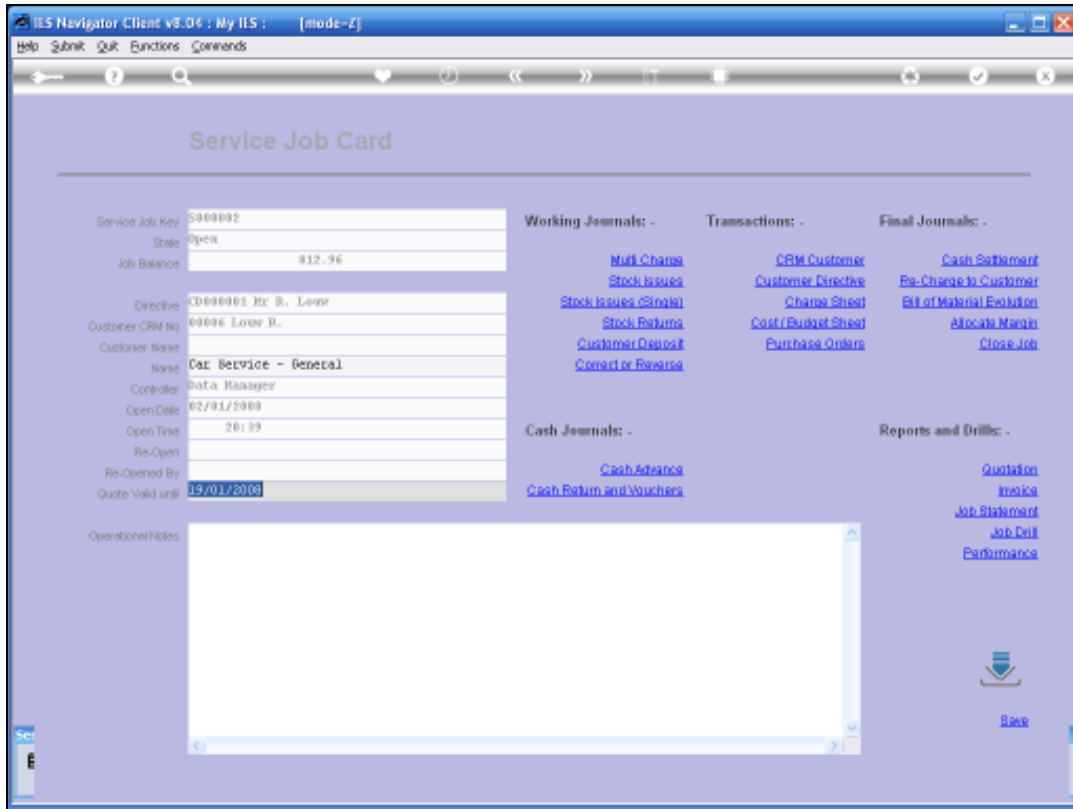 IES Navigator Client v8.04 : My IES : [mode=Z]
Help Submit Quit Functions Commands
Service Job Card
Service Job Key S000002
State Open
Job Balance 812.96
Directive CD000001 Mr R. Louw
Customer CRM No 00006 Louw R.
Customer Name
Name Car Service - General
Controller Data Manager
Open Date 02/01/2008
Open Time 20:39
Re-Open
Re-Opened By
Quote Valid until 19/01/2008
Operational Notes
Working Journals: -
Multi Charge
Stock Issues
Stock Issues (Single)
Stock Returns
Customer Deposit
Correct or Reverse
Transactions: -
CRM Customer
Customer Directive
Charge Sheet
Cost / Budget Sheet
Purchase Orders
Final Journals: -
Cash Settlement
Re-Charge to Customer
Bill of Material Evolution
Allocate Margin
Close Job
Cash Journals: -
Cash Advance
Cash Return and Vouchers
Reports and Drills: -
Quotation
Invoice
Job Statement
Job Drill
Performance
Save